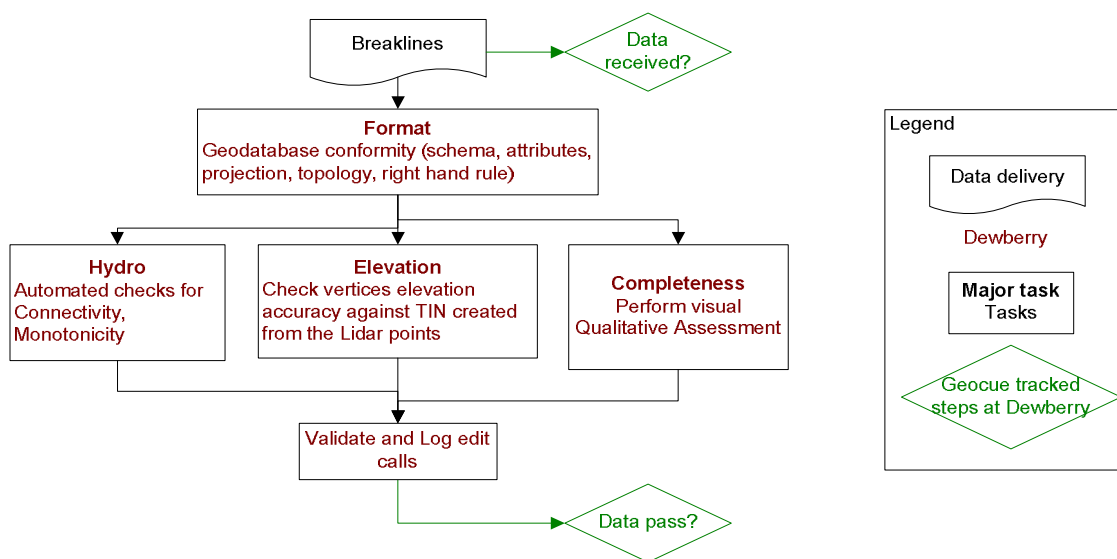 Breaklines
Data
received?
Format
Geodatabase conformity (schema, attributes,
projection, topology, right hand rule)
Hydro
Automated checks for
Connectivity,
Monotonicity
Elevation
Check vertices elevation
accuracy against TIN created
from the Lidar points
Completeness
Perform visual
Qualitative Assessment
Validate and Log edit
calls
Data pass?
Legend
Data delivery
Dewberry
Major task
Tasks
Geocue tracked
steps at Dewberry